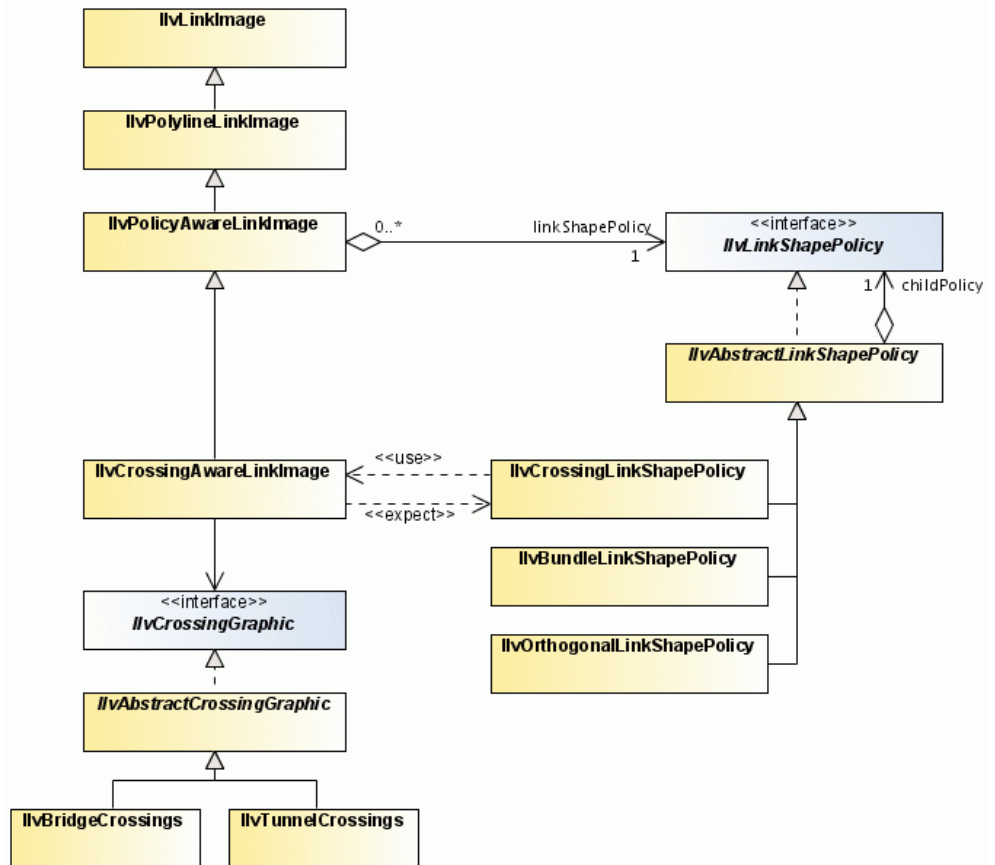 IlvLinkImage
IlvPolylineLinkImage
IlvPolicyAwareLinkImage
0..*
linkShapePolicy
1
<<interface>>
IlvLinkShapePolicy
1
childPolicy
IlvAbstractLinkShapePolicy
IlvCrossingAwareLinkImage
<<use>>
<<expect>>
IlvCrossingLinkShapePolicy
IlvBundleLinkShapePolicy
IlvOrthogonalLinkShapePolicy
<<interface>>
IlvCrossingGraphic
IlvAbstractCrossingGraphic
IlvBridgeCrossings
IlvTunnelCrossings